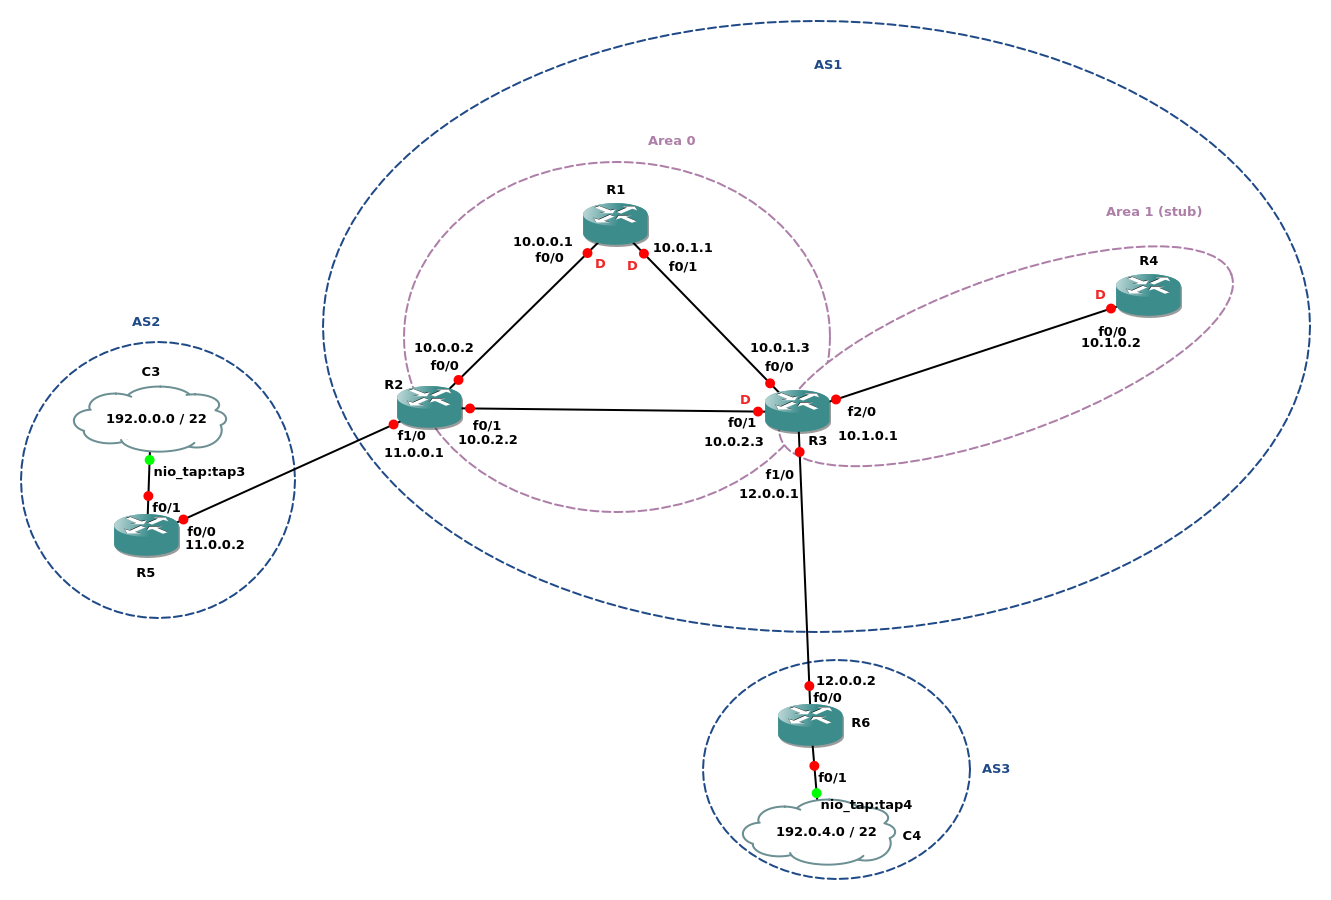 AS1
Area 0
R1
10.0.0.1
f0/0
D
D
10.0.1.1
f0/1
Area 1 (stub)
R4
D
f0/0
10.1.0.2
AS2
C3
192.0.0.0 / 22
nio_tap:tap3
f0/1
f0/0
11.0.0.2
R5
10.0.0.2
f0/0
R2
f1/0
11.0.0.1
f0/1
10.0.2.2
10.0.1.3
f0/0
D
f0/1
10.0.2.3
R3
f2/0
10.1.0.1
f1/0
12.0.0.1
12.0.0.2
f0/0
R6
f0/1
nio_tap:tap4
192.0.4.0 / 22
C4
AS3